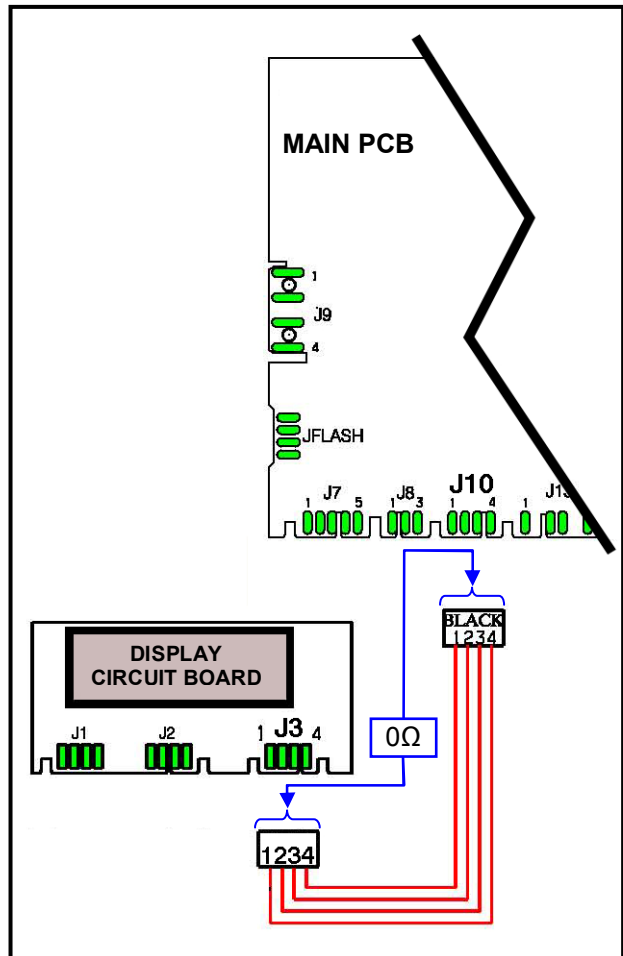 MAIN PCB
1
J9
4
JFLASH
J7
J8
J10
1 5 1 3 1 4 1
BLACK
1234
DISPLAY
CIRCUIT BOARD
0Ω
J1
J2
1 J3 4
1234